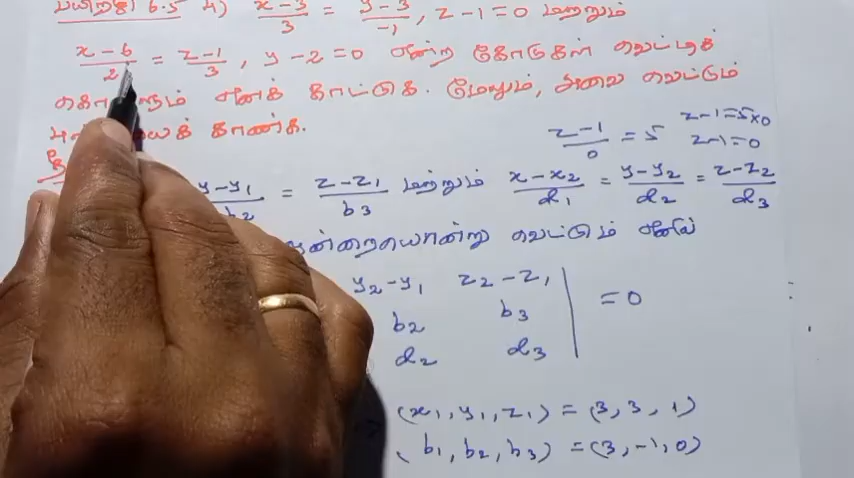 பயிற்சி 6.5 4) x-3/3 = y-3/-1, z-1=0 மற்றும்
x-6/2 = z-1/3, y-2=0 என்ற கோடுகள் வெட்டிக்
எனக் காட்டுக. மேலும், அவை வெட்டும்
காண்க.
z-1/0 = 5 z-1=5×0
z-1=0
y-y₁/b₂ = z-z₁/b₃ மற்றும் x-x₂/d₁ = y-y₂/d₂ = z-z₂/d₃
வெட்டும் எனில்
y₂-y₁ z₂-z₁
b₂ b₃ = 0
d₂ d₃
(x₁, y₁, z₁) = (3, 3, 1)
(b₁, b₂, b₃) = (3, -1, 0)